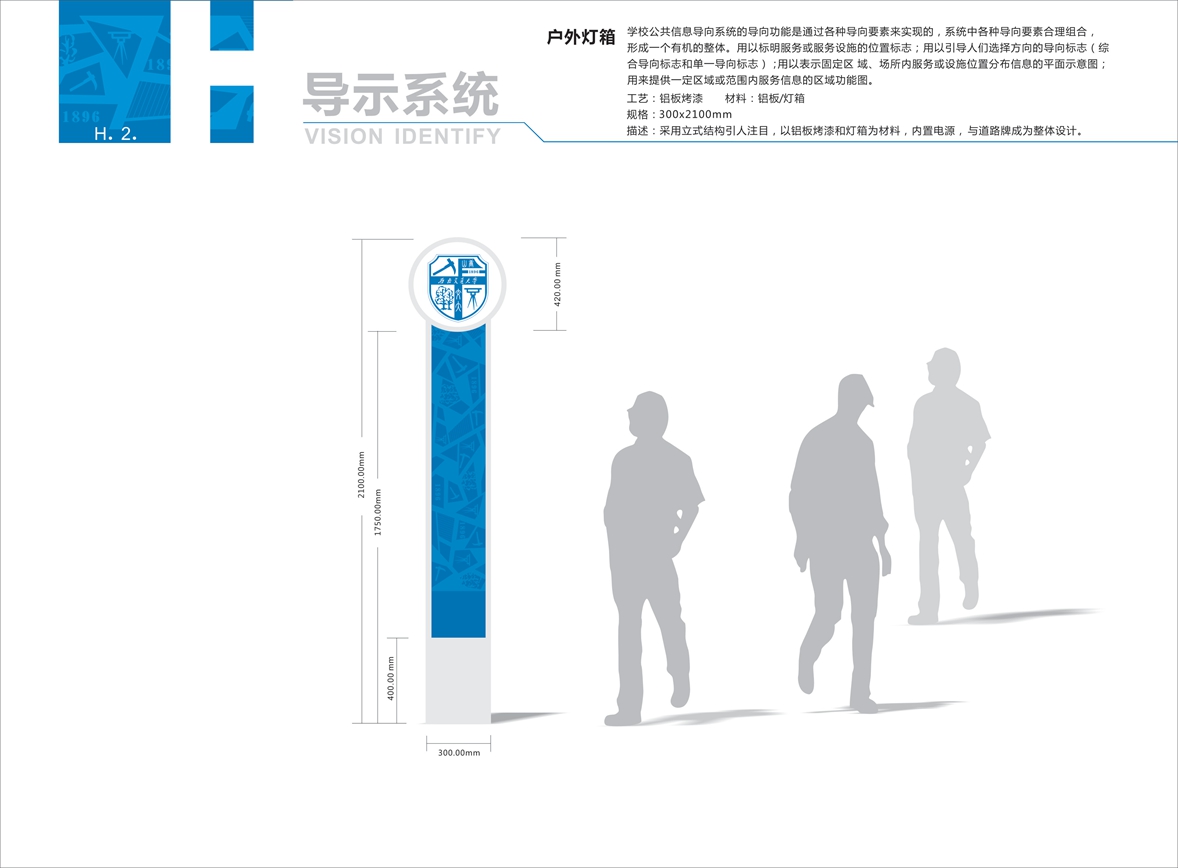 H. 2.
导示系统
VISION IDENTIFY
户外灯箱
学校公共信息导向系统的导向功能是通过各种导向要素来实现的，系统中各种导向要素合理组合，
形成一个有机的整体。用以标明服务或服务设施的位置标志；用以引导人们选择方向的导向标志（综
合导向标志和单一导向标志）;用以表示固定区 域、场所内服务或设施位置分布信息的平面示意图；
用来提供一定区域或范围内服务信息的区域功能图。
工艺：铝板烤漆 材料：铝板/灯箱
规格：300x2100mm
描述：采用立式结构引人注目，以铝板烤漆和灯箱为材料，内置电源，与道路牌成为整体设计。
1896
189
420.00mm
2100.00mm
1750.00mm
400.00mm
300.00mm